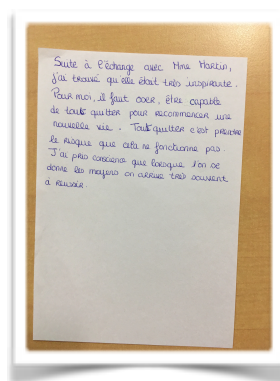 Suite à l'échange avec Mme Martin,
j'ai trouvé qu'elle était très inspirante.
Pour moi, il faut oser, être capable
de tout quitter pour recommencer une
nouvelle vie. Tout quitter c'est prendre
le risque que cela ne fonctionne pas.
J'ai pris conscience que lorsque l'on se
donne les moyens on arrive très souvent
à réussir.